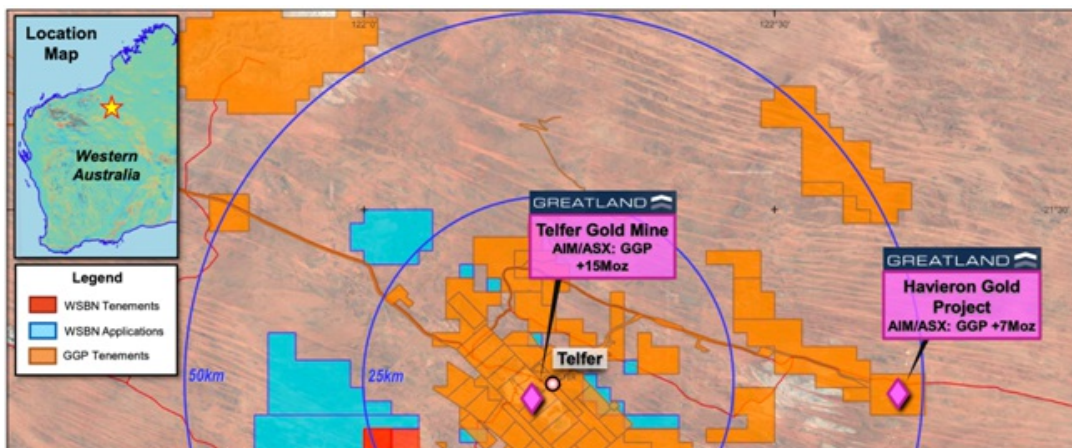 Location
Map
Western
Australia
Legend
WSBN Tenements
WSBN Applications
GGP Tenements
122°0'
122°30'
-21°30'
GREATLAND
Telfer Gold Mine
AIM/ASX: GGP
+15Moz
GREATLAND
Havieron Gold
Project
AIM/ASX: GGP +7Moz
Telfer
50km
25km